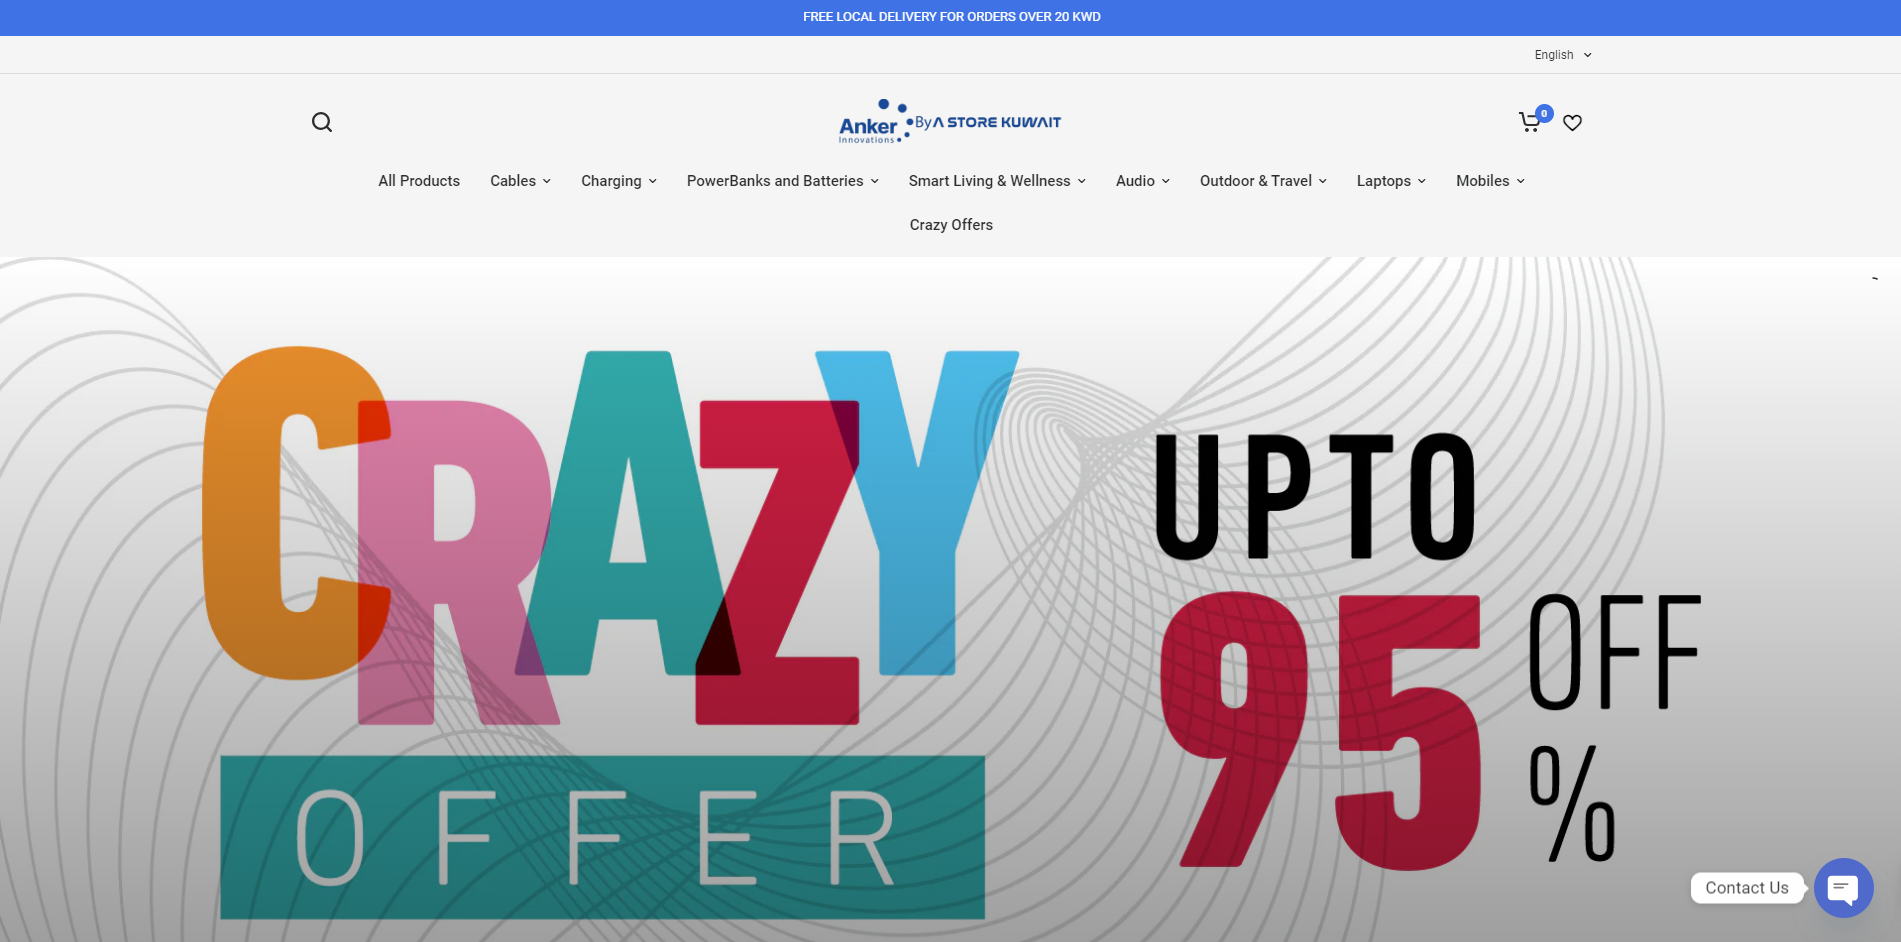 FREE LOCAL DELIVERY FOR ORDERS OVER 20 KWD
English
Anker
Innovations
By A STORE KUWAIT
0
All Products Cables Charging PowerBanks and Batteries Smart Living & Wellness Audio Outdoor & Travel Laptops Mobiles
Crazy Offers
CRAZY
OFFER
UPTO
95 OFF
%
Contact Us